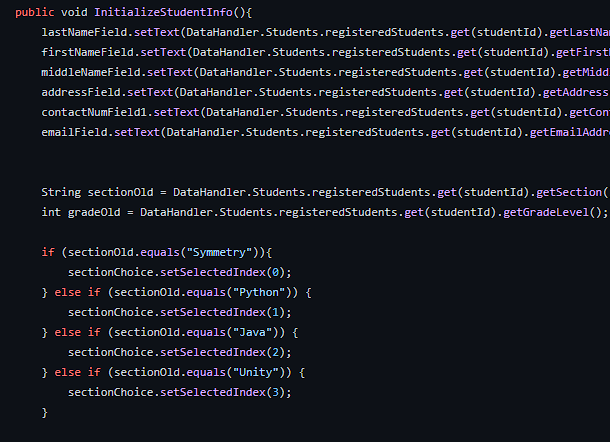 public void InitializeStudentInfo(){
lastNameField.setText(DataHandler.Students.registeredStudents.get(studentId).getLastNa
firstNameField.setText(DataHandler.Students.registeredStudents.get(studentId).getFirst
middleNameField.setText(DataHandler.Students.registeredStudents.get(studentId).getMidd
addressField.setText(DataHandler.Students.registeredStudents.get(studentId).getAddress
contactNumField1.setText(DataHandler.Students.registeredStudents.get(studentId).getCon
emailField.setText(DataHandler.Students.registeredStudents.get(studentId).getEmailAddr
String sectionOld = DataHandler.Students.registeredStudents.get(studentId).getSection(
int gradeOld = DataHandler.Students.registeredStudents.get(studentId).getGradeLevel();
if (sectionOld.equals("Symmetry")){
sectionChoice.setSelectedIndex(0);
} else if (sectionOld.equals("Python")) {
sectionChoice.setSelectedIndex(1);
} else if (sectionOld.equals("Java")) {
sectionChoice.setSelectedIndex(2);
} else if (sectionOld.equals("Unity")) {
sectionChoice.setSelectedIndex(3);
}